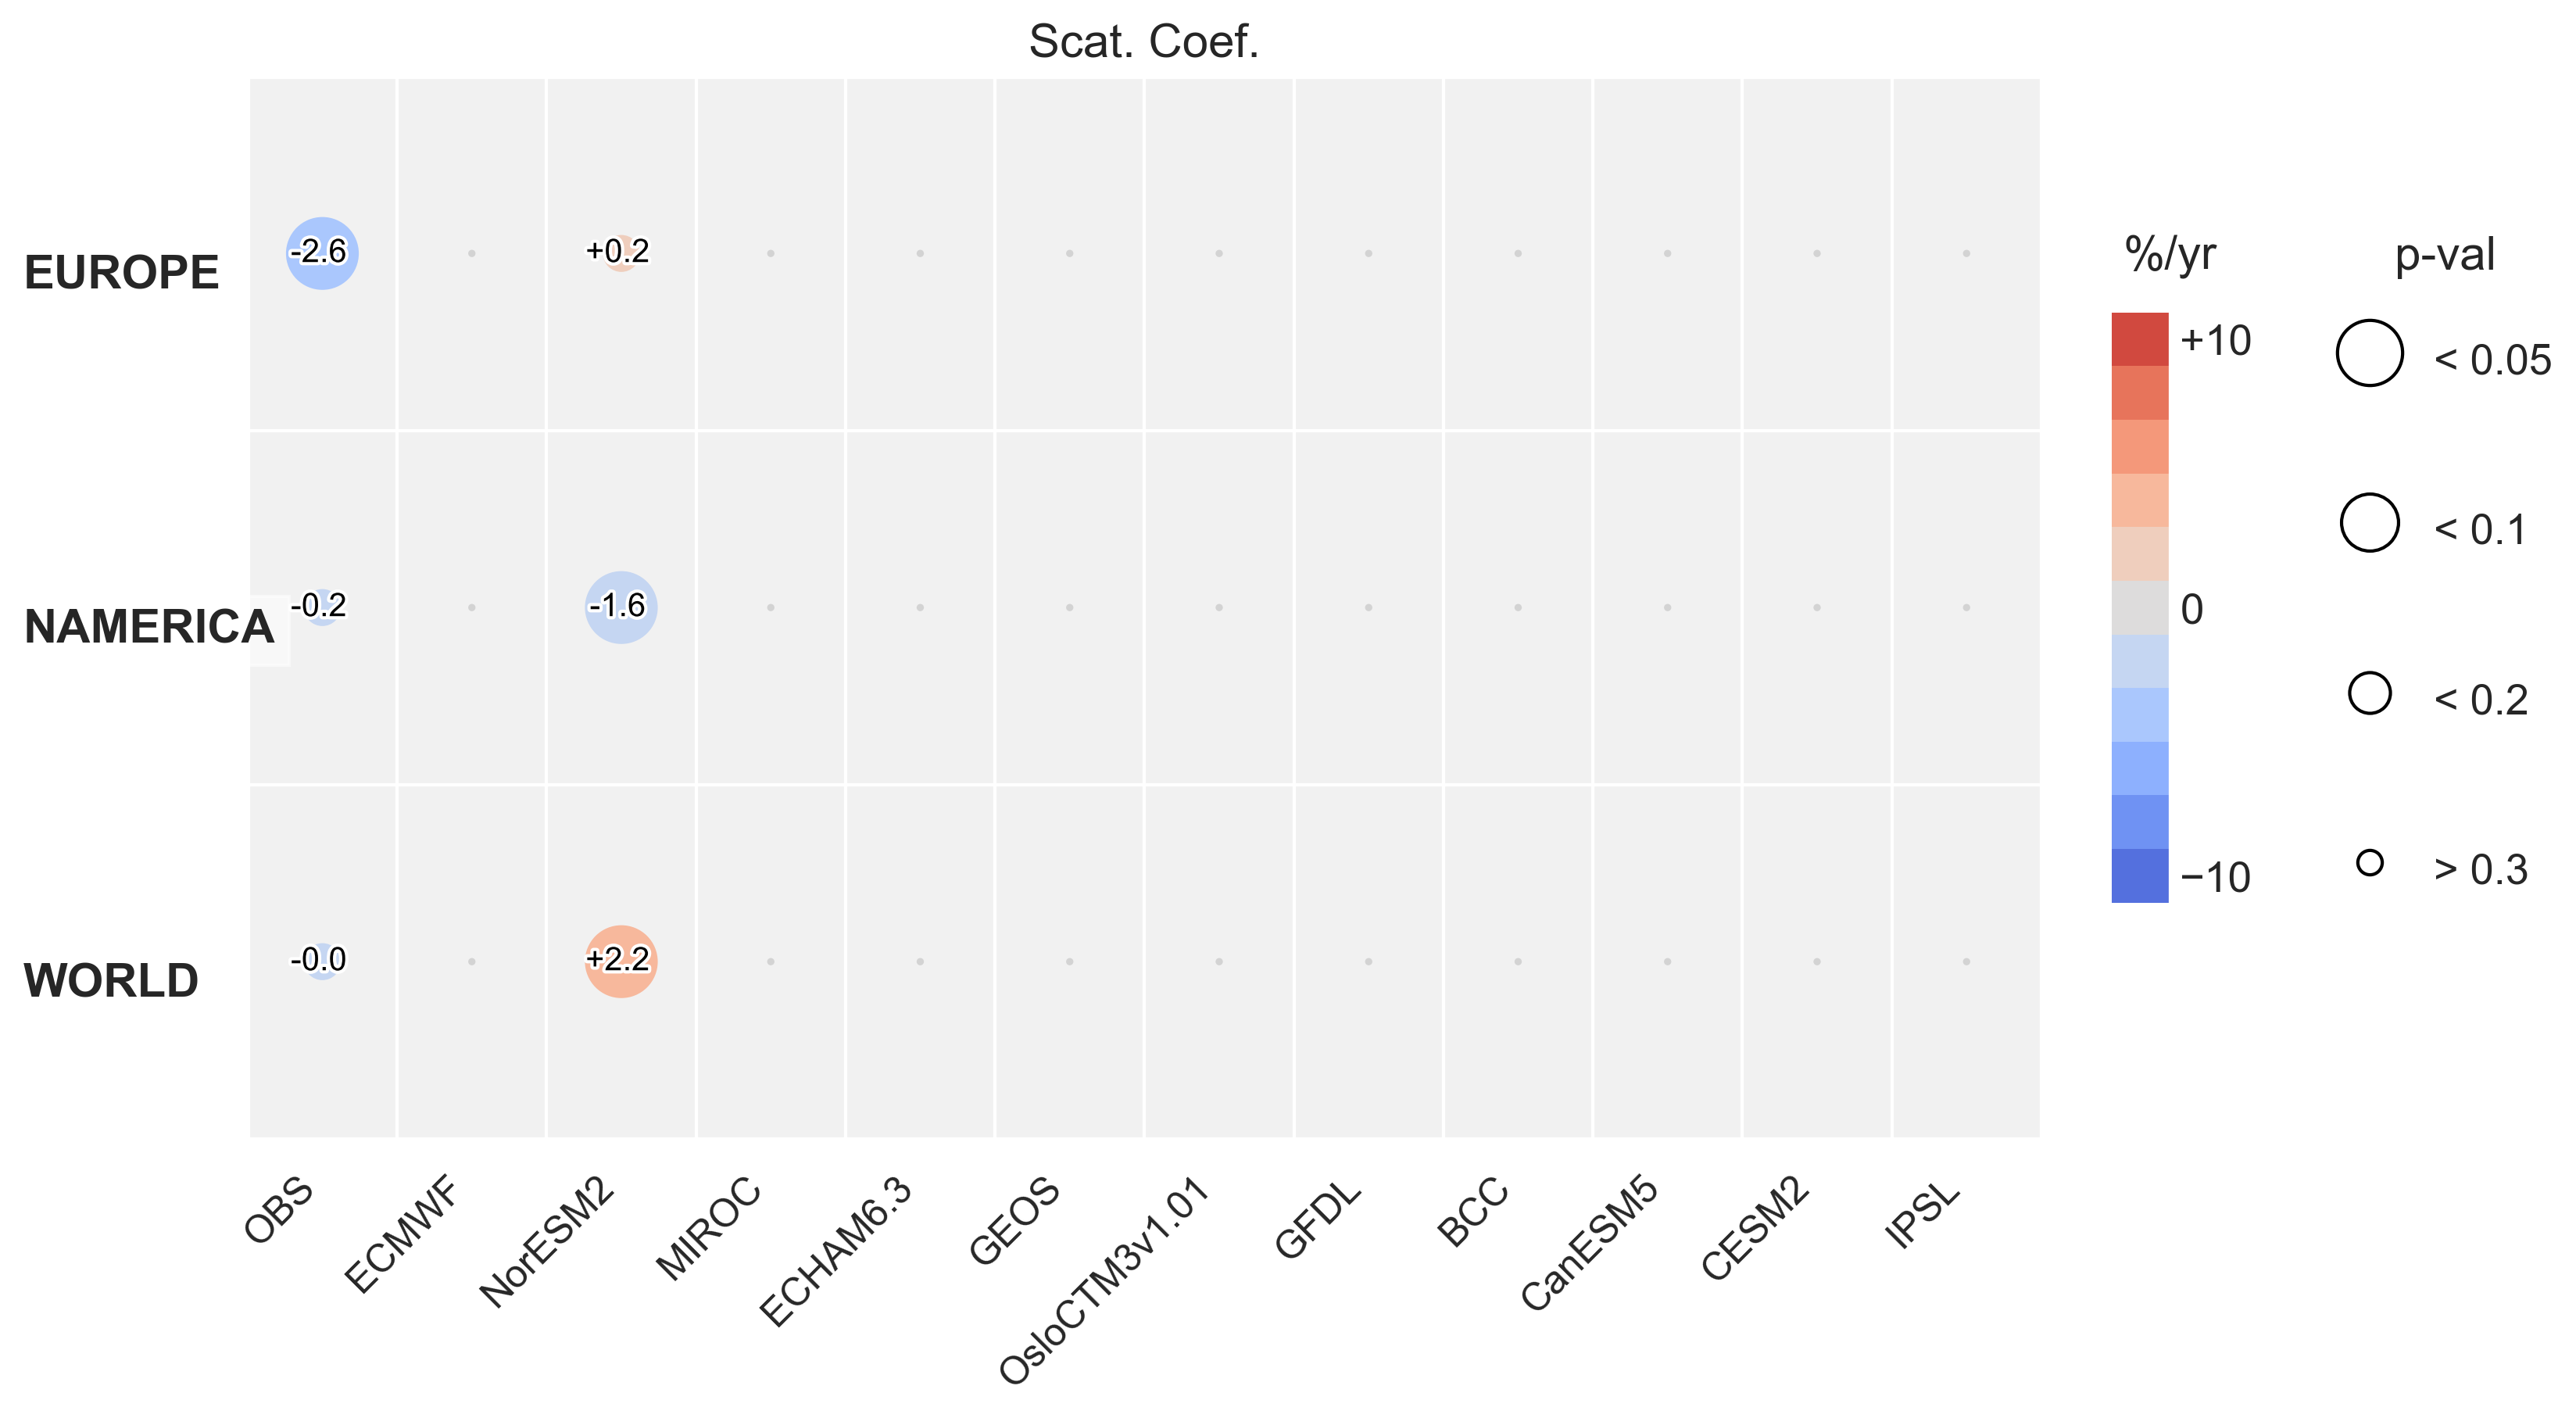 Scat. Coef.
EUROPE
-2.6
+0.2
NAMERICA
-0.2
-1.6
WORLD
-0.0
+2.2
OBS
ECMWF
NorESM2
MIROC
ECHAM6.3
GEOS
OsloCTM3v1.01
GFDL
BCC
CanESM5
CESM2
IPSL
%/yr
+10
0
−10
p-val
< 0.05
< 0.1
< 0.2
> 0.3